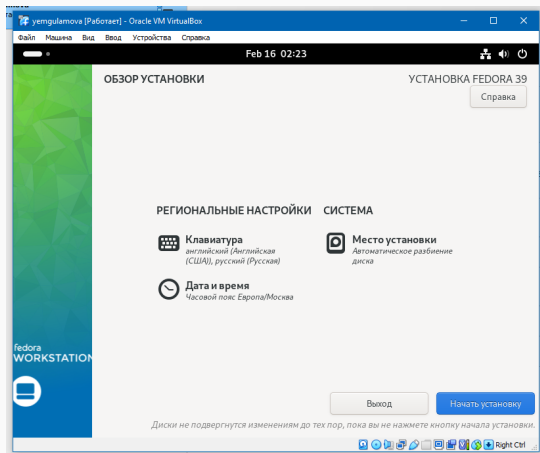 yemgulamova [Работает] - Oracle VM VirtualBox
Файл Машина Вид Ввод Устройства Справка
Feb 16 02:23
ОБЗОР УСТАНОВКИ
УСТАНОВКА FEDORA 39
Справка
РЕГИОНАЛЬНЫЕ НАСТРОЙКИ
Клавиатура
английский (Английская
(США)), русский (Русская)
Дата и время
Часовой пояс Европа/Москва
СИСТЕМА
Место установки
Автоматическое разбиение
диска
fedora
WORKSTATION
Выход
Начать установку
Диски не подвергнутся изменениям до тех пор, пока вы не нажмете кнопку начала установки.
Right Ctrl